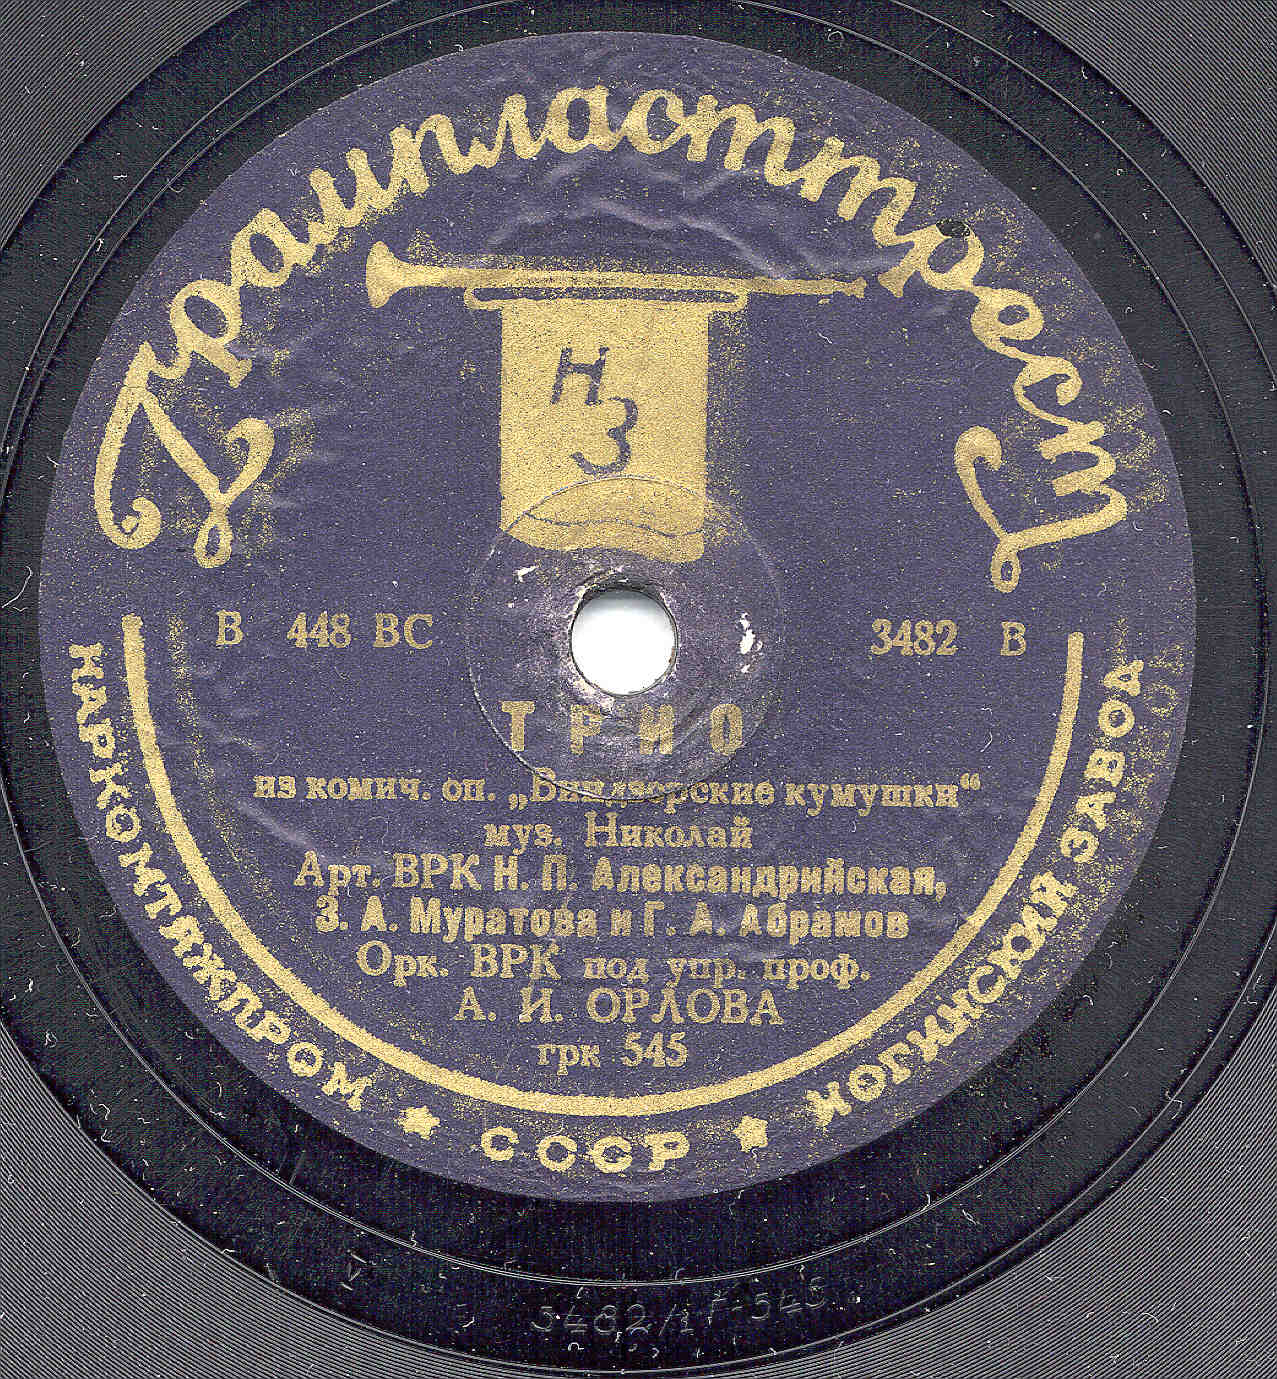 Грампласттрест
Н
З
В 448 ВС
3482 В
ТРИО
из комич. оп. „Виндзорские кумушки“
муз. Николай
Арт. ВРК Н. П. Александрийская,
З. А. Муратова и Г. А. Абрамов
Орк. ВРК под упр. проф.
А. И. ОРЛОВА
грк 545
НАРКОМТЯЖПРОМ ★ СССР ★ НОГИНСКИЙ ЗАВОД
3482/1 Г-545